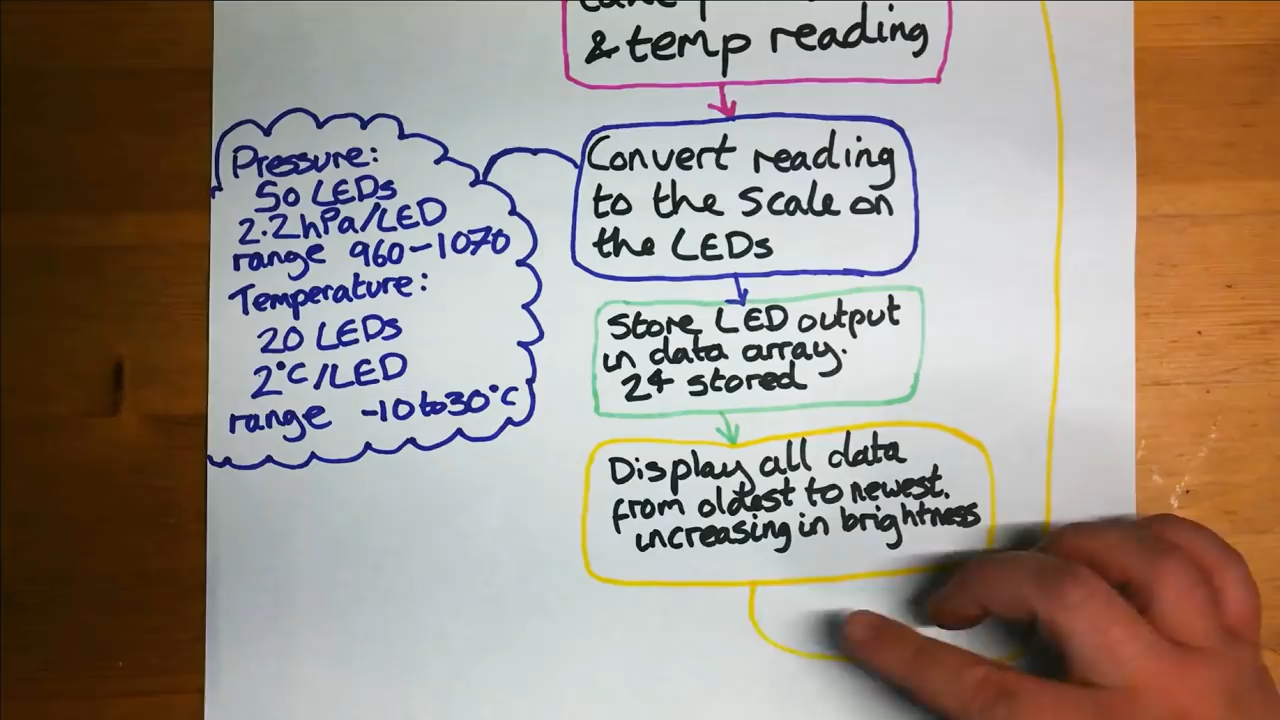 & temp reading
Convert reading
to the scale on
the LEDs
Pressure:
50 LEDs
2.2hPa/LED
range 960-1070
Temperature:
20 LEDs
2°C/LED
range -10 to 30°C
Store LED output
in data array.
24 stored
Display all data
from oldest to newest.
increasing in brightness